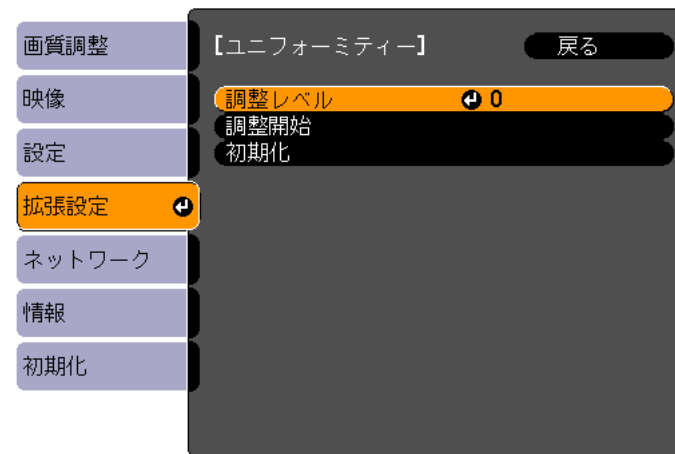 画質調整
映像
設定
拡張設定
ネットワーク
情報
初期化
【ユニフォーミティー】 戻る
調整レベル 0
調整開始
初期化